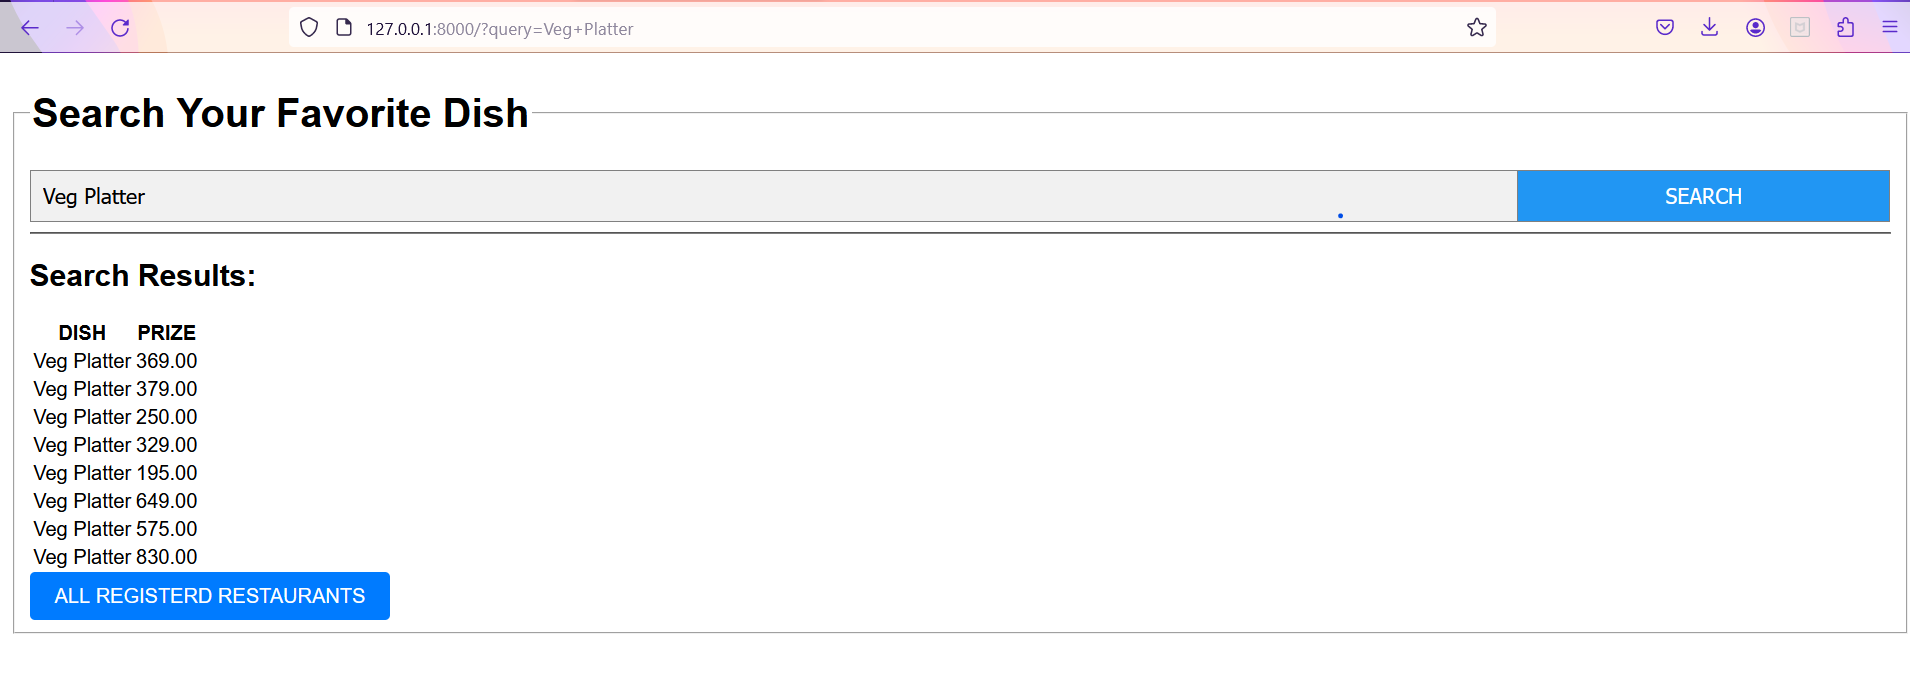 127.0.0.1:8000/?query=Veg+Platter
Search Your Favorite Dish
Veg Platter SEARCH
Search Results:
DISH PRIZE
Veg Platter 369.00
Veg Platter 379.00
Veg Platter 250.00
Veg Platter 329.00
Veg Platter 195.00
Veg Platter 649.00
Veg Platter 575.00
Veg Platter 830.00
ALL REGISTERD RESTAURANTS